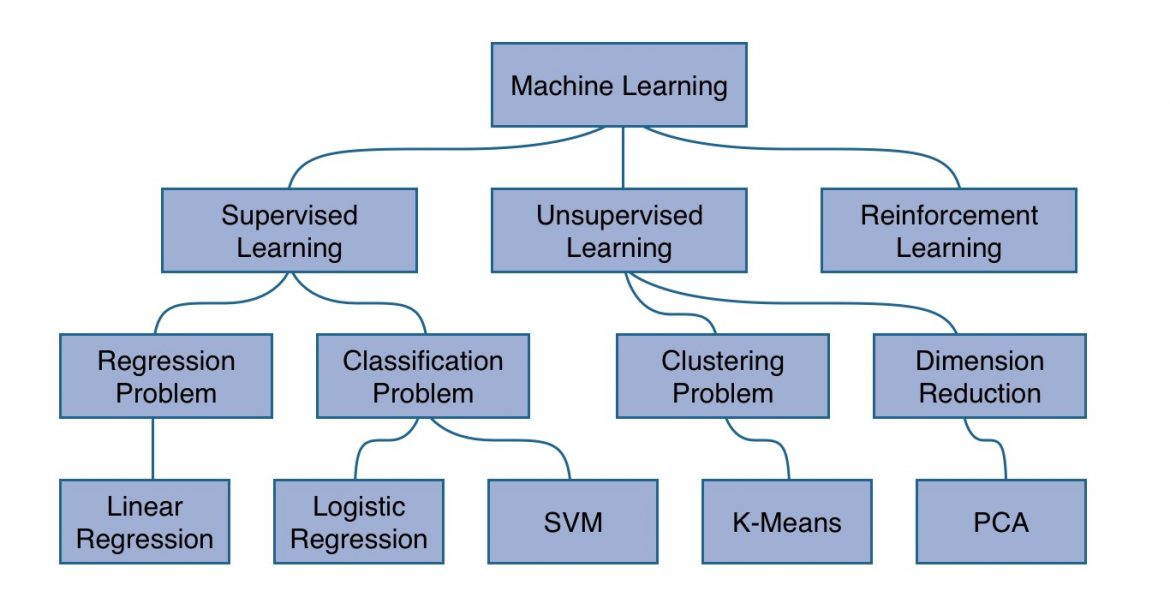 Machine Learning
Supervised
Learning
Unsupervised
Learning
Reinforcement
Learning
Regression
Problem
Classification
Problem
Clustering
Problem
Dimension
Reduction
Linear
Regression
Logistic
Regression
SVM
K-Means
PCA